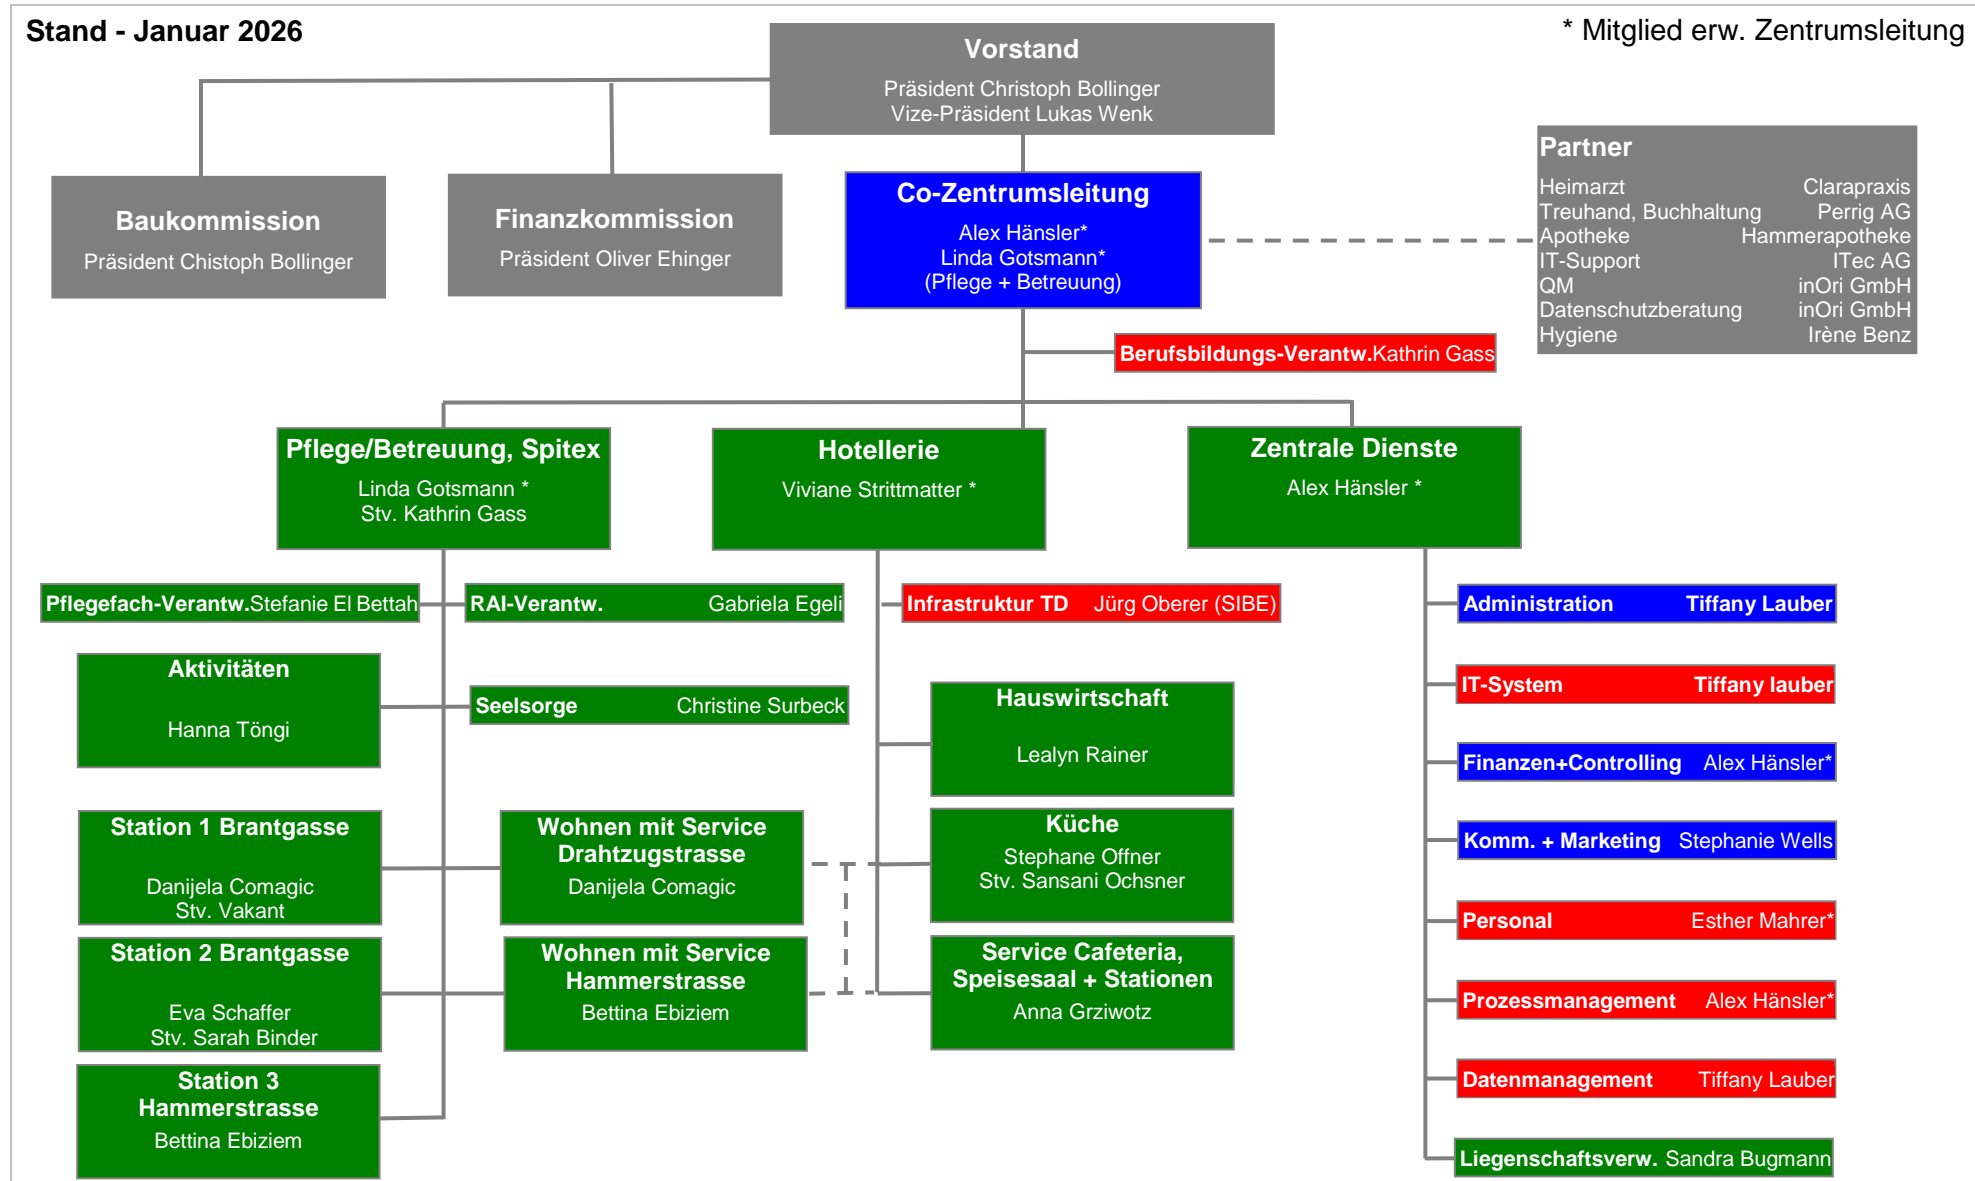 Stand - Januar 2026
* Mitglied erw. Zentrumsleitung
Vorstand
Präsident Christoph Bollinger
Vize-Präsident Lukas Wenk
Baukommission
Präsident Chistoph Bollinger
Finanzkommission
Präsident Oliver Ehinger
Co-Zentrumsleitung
Alex Hänsler*
Linda Gotsmann*
(Pflege + Betreuung)
Partner
Heimarzt Clarapraxis
Treuhand, Buchhaltung Perrig AG
Apotheke Hammerapotheke
IT-Support ITec AG
QM inOri GmbH
Datenschutzberatung inOri GmbH
Hygiene Irène Benz
Berufsbildungs-Verantw.Kathrin Gass
Pflege/Betreuung, Spitex
Linda Gotsmann *
Stv. Kathrin Gass
Hotellerie
Viviane Strittmatter *
Zentrale Dienste
Alex Hänsler *
Pflegefach-Verantw.Stefanie El Bettah
RAI-Verantw. Gabriela Egeli
Aktivitäten
Hanna Töngi
Seelsorge Christine Surbeck
Station 1 Brantgasse
Danijela Comagic
Stv. Vakant
Wohnen mit Service
Drahtzugstrasse
Danijela Comagic
Station 2 Brantgasse
Eva Schaffer
Stv. Sarah Binder
Wohnen mit Service
Hammerstrasse
Bettina Ebiziem
Station 3
Hammerstrasse
Bettina Ebiziem
Infrastruktur TD Jürg Oberer (SIBE)
Hauswirtschaft
Lealyn Rainer
Küche
Stephane Offner
Stv. Sansani Ochsner
Service Cafeteria,
Speisesaal + Stationen
Anna Grziwotz
Administration Tiffany Lauber
IT-System Tiffany lauber
Finanzen+Controlling Alex Hänsler*
Komm. + Marketing Stephanie Wells
Personal Esther Mahrer*
Prozessmanagement Alex Hänsler*
Datenmanagement Tiffany Lauber
Liegenschaftsverw. Sandra Bugmann